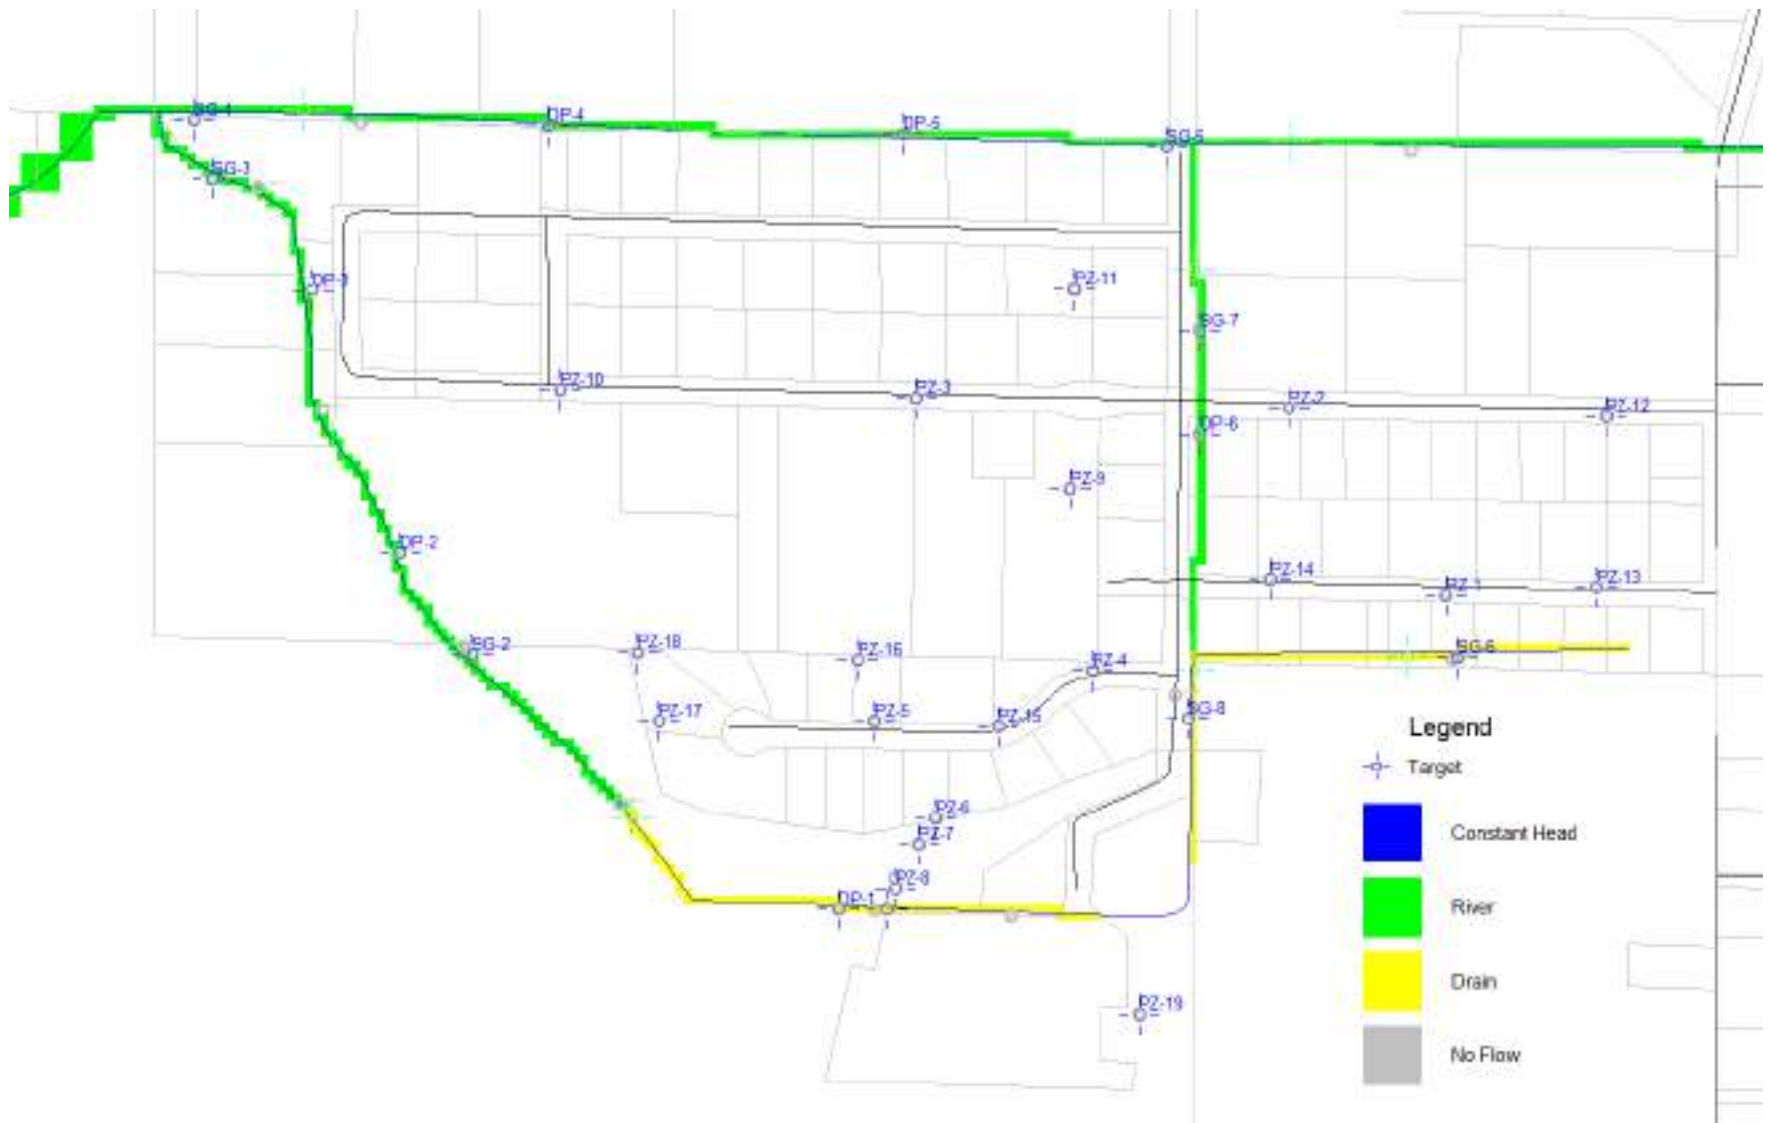 SG-4
DP-4
DP-5
SG-5
SG-3
DP-3
PZ-11
SG-7
PZ-10
PZ-3
PZ-2
PZ-12
DP-6
PZ-9
DP-2
PZ-14
PZ-1
PZ-13
SG-2
PZ-18
PZ-16
PZ-4
SG-6
PZ-17
PZ-5
PZ-15
SG-8
Legend
Target
PZ-6
Constant Head
PZ-7
PZ-8
DP-1
River
Drain
PZ-19
No Flow